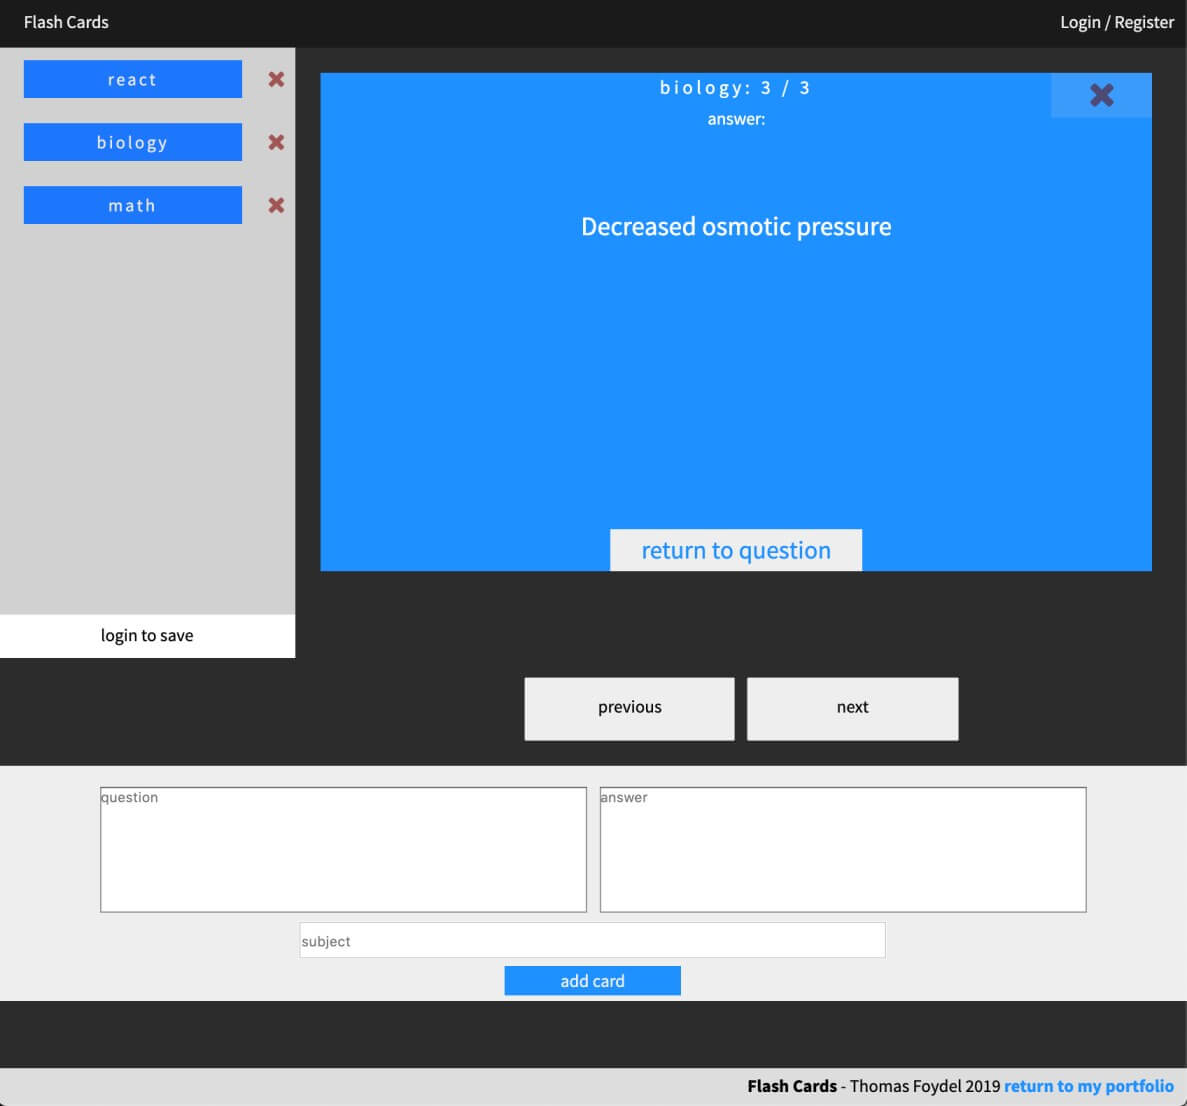 Flash Cards
Login / Register
react
biology
math
login to save
biology: 3 / 3
answer:
Decreased osmotic pressure
return to question
previous
next
question
answer
subject
add card
Flash Cards - Thomas Foydel 2019 return to my portfolio